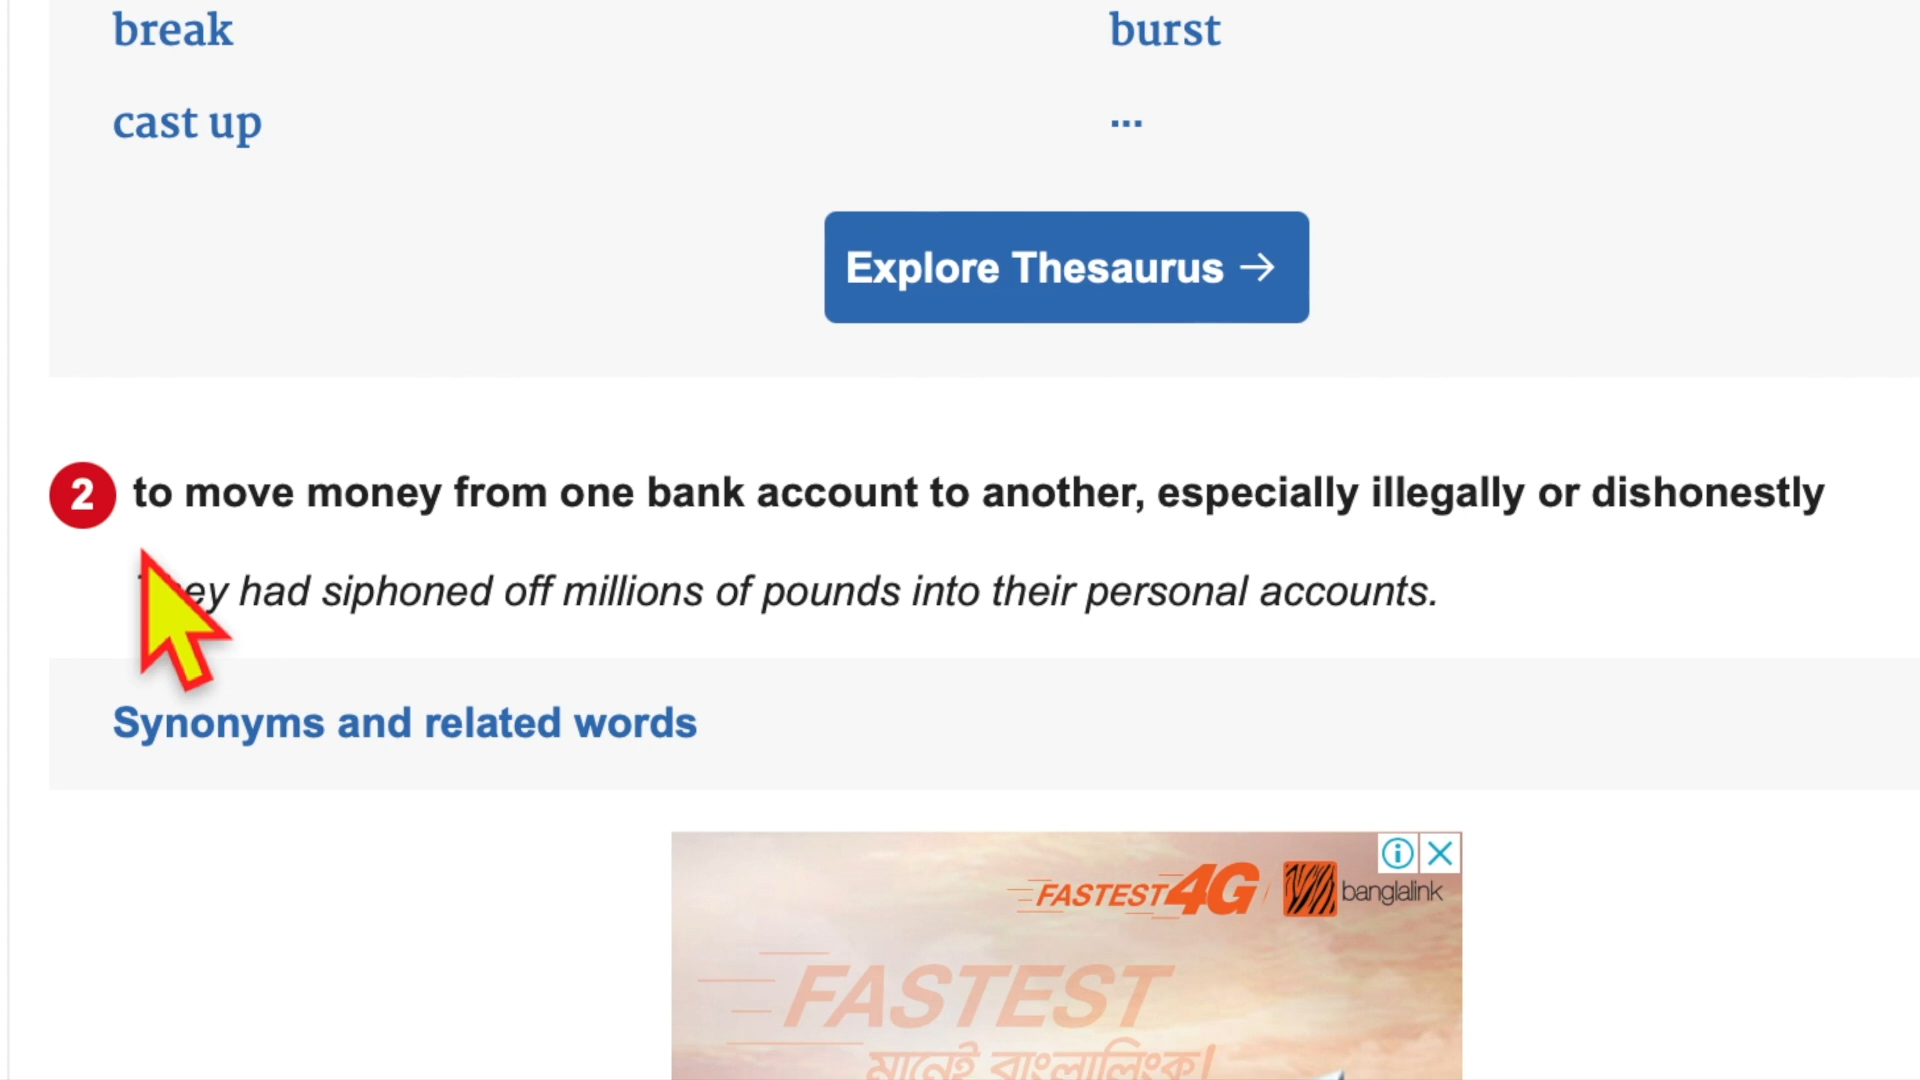 break
burst
cast up
...
Explore Thesaurus →
2 to move money from one bank account to another, especially illegally or dishonestly
ey had siphoned off millions of pounds into their personal accounts.
Synonyms and related words
FASTEST 4G banglalink
FASTEST
মানেই বাংলালিংক!